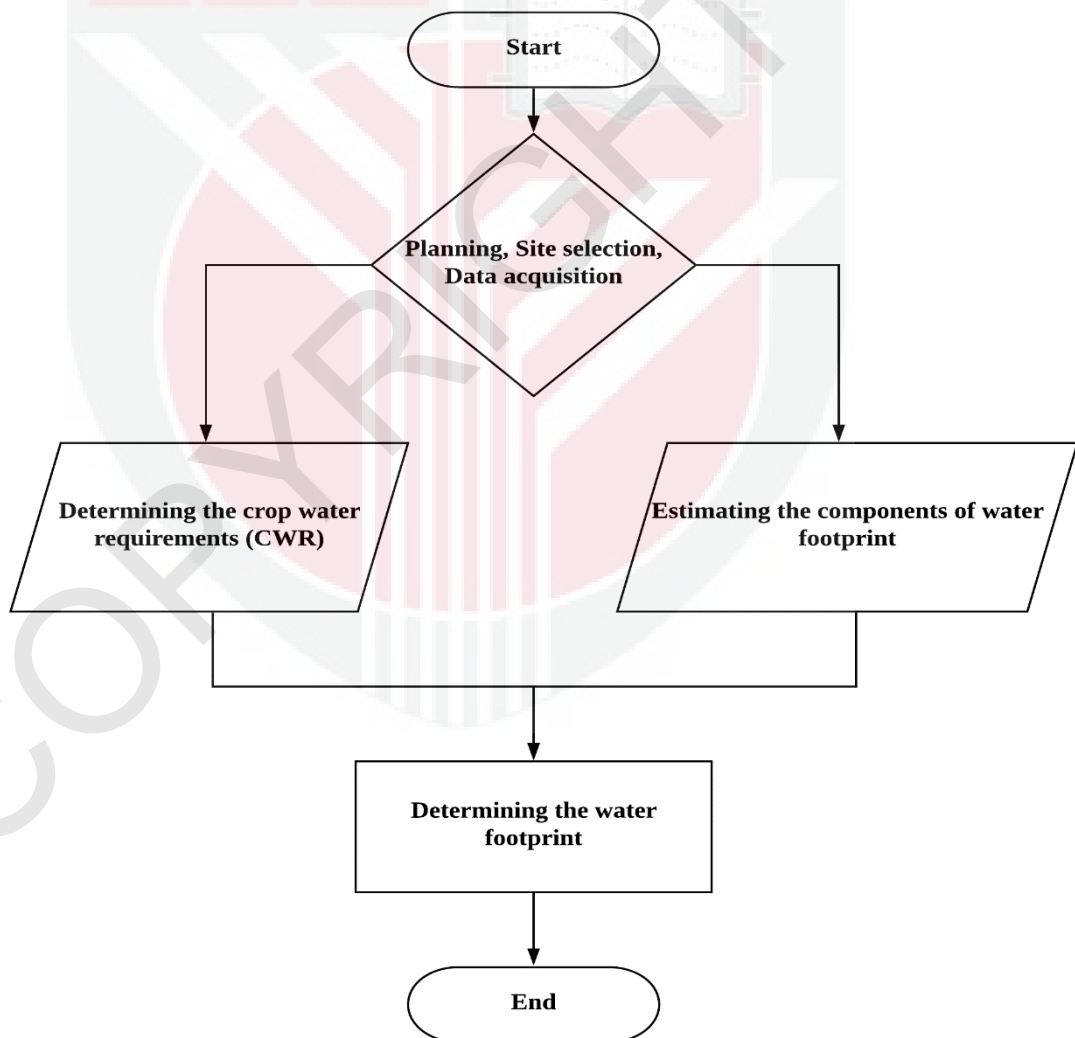 Start
Planning, Site selection,
Data acquisition
Determining the crop water
requirements (CWR)
Estimating the components of water
footprint
Determining the water
footprint
End
COPYRIGHT